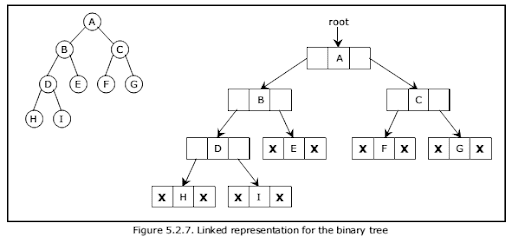 A
B C
D E F G
H I
root
A
B C
D X E X X F X X G X
X H X X I X
Figure 5.2.7. Linked representation for the binary tree